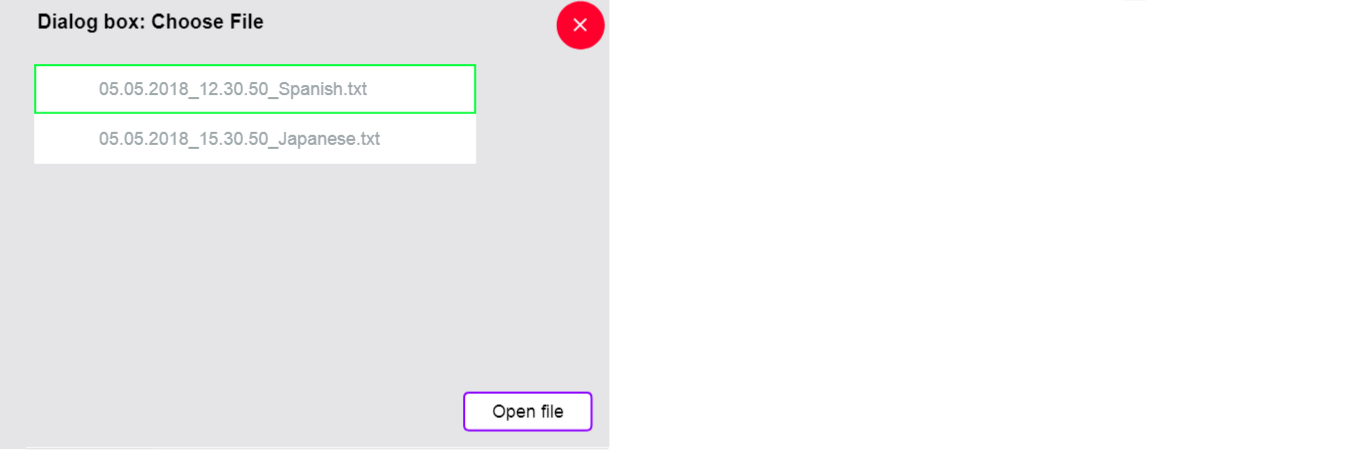 Dialog box: Choose File
05.05.2018_12.30.50_Spanish.txt
05.05.2018_15.30.50_Japanese.txt
Open file